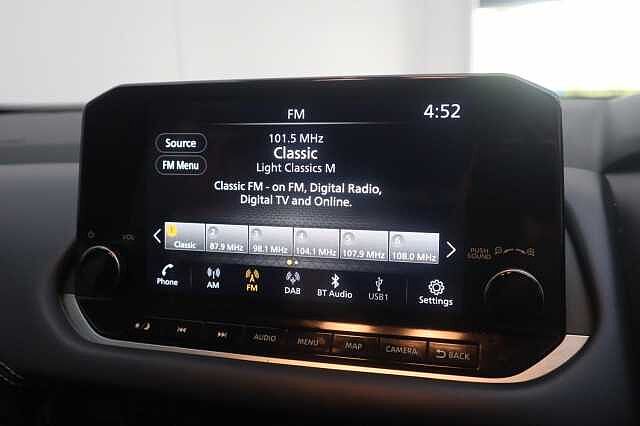 FM
4:52
Source
FM Menu
101.5 MHz
Classic
Light Classics M
Classic FM - on FM, Digital Radio,
Digital TV and Online.
1 2 3 4 5 6
Classic 87.9 MHz 98.1 MHz 104.1 MHz 107.9 MHz 108.0 MHz
Phone AM FM DAB BT Audio USB1 Settings
VOL
PUSH
SOUND
AUDIO MENU MAP CAMERA BACK